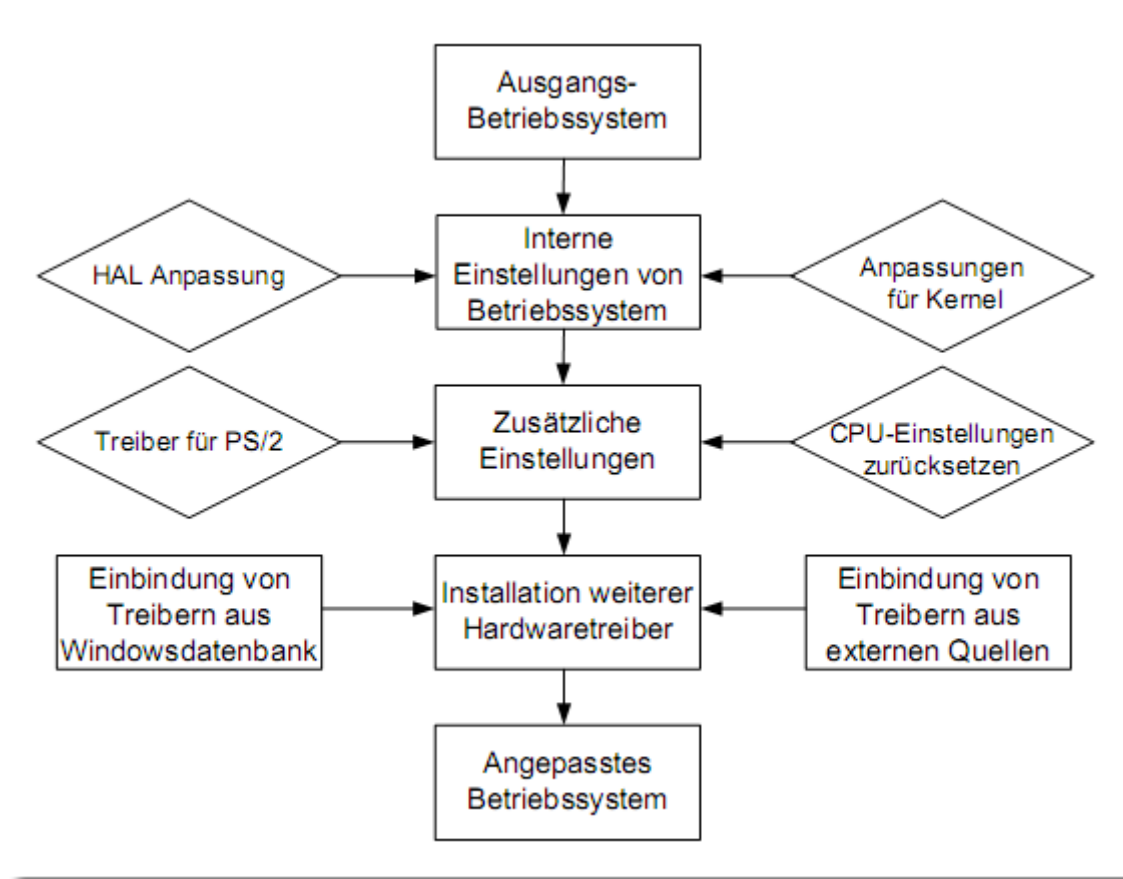 Ausgangs-
Betriebssystem
HAL Anpassung
Interne
Einstellungen von
Betriebssystem
Anpassungen
für Kernel
Treiber für PS/2
Zusätzliche
Einstellungen
CPU-Einstellungen
zurücksetzen
Einbindung von
Treibern aus
Windowsdatenbank
Installation weiterer
Hardwaretreiber
Einbindung von
Treibern aus
externen Quellen
Angepasstes
Betriebssystem